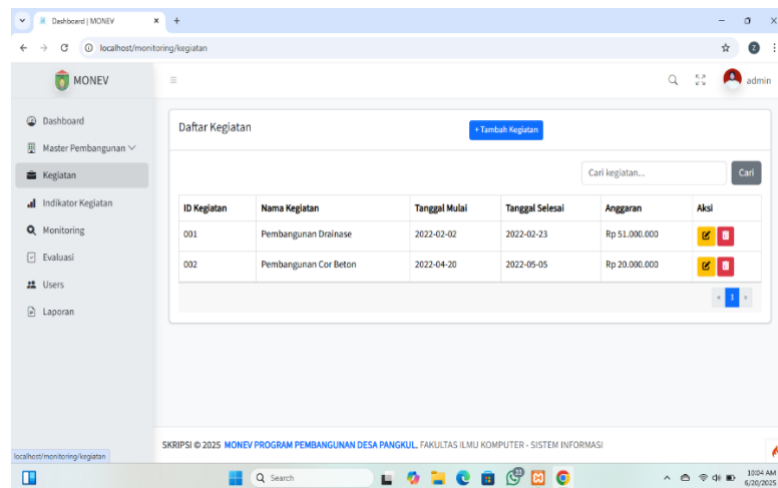 Dashboard | MONEV
localhost/monitoring/kegiatan
Z
MONEV
admin
Dashboard
Master Pembangunan
Kegiatan
Indikator Kegiatan
Monitoring
Evaluasi
Users
Laporan
Daftar Kegiatan
+ Tambah Kegiatan
Cari kegiatan...
Cari
ID Kegiatan Nama Kegiatan Tanggal Mulai Tanggal Selesai Anggaran Aksi
001 Pembangunan Drainase 2022-02-02 2022-02-23 Rp 51.000.000
002 Pembangunan Cor Beton 2022-04-20 2022-05-05 Rp 20.000.000
« 1 »
SKRIPSI © 2025 MONEV PROGRAM PEMBANGUNAN DESA PANGKUL. FAKULTAS ILMU KOMPUTER - SISTEM INFORMASI
localhost/monitoring/kegiatan
Search
10:04 AM
6/20/2025